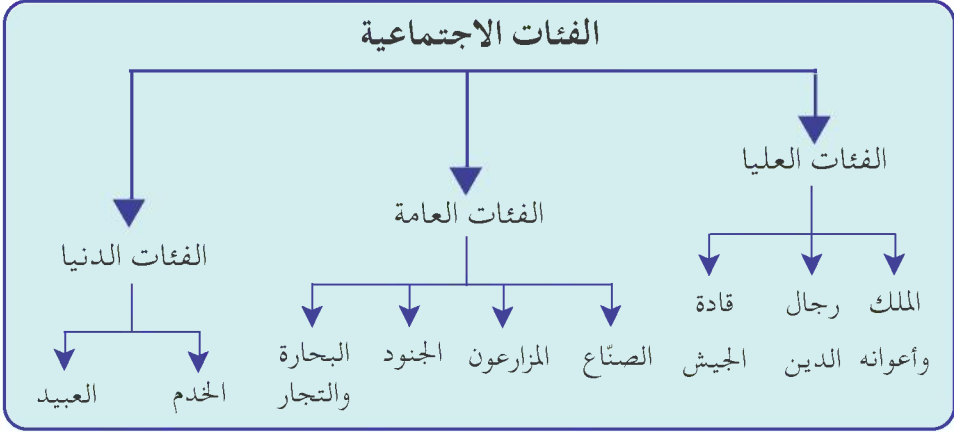 الفئات الاجتماعية
الفئات العليا
الملك
وأعوانه
رجال
الدين
قادة
الجيش
الفئات العامة
الصنّاع
المزارعون
الجنود
البحارة
والتجار
الفئات الدنيا
الخدم
العبيد